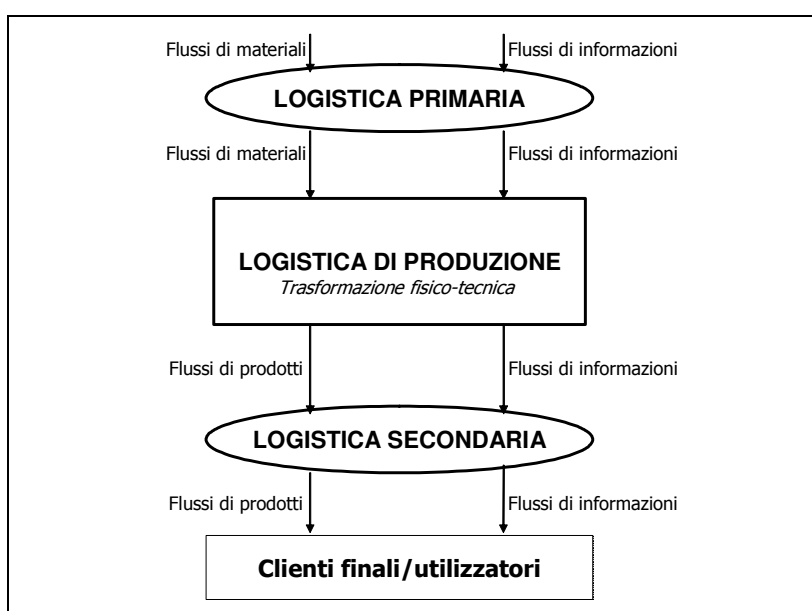 Flussi di materiali Flussi di informazioni
LOGISTICA PRIMARIA
Flussi di materiali Flussi di informazioni
LOGISTICA DI PRODUZIONE
Trasformazione fisico-tecnica
Flussi di prodotti Flussi di informazioni
LOGISTICA SECONDARIA
Flussi di prodotti Flussi di informazioni
Clienti finali/utilizzatori